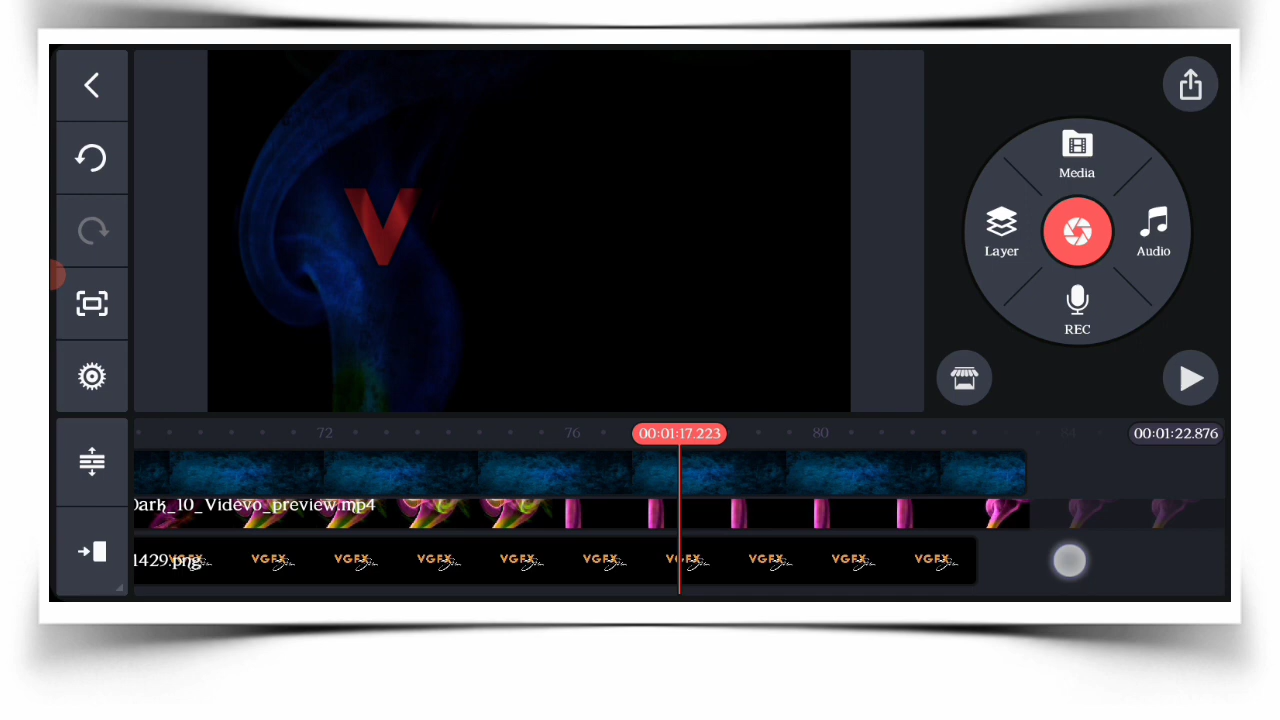 V
Media
Layer
Audio
REC
72
76
00:01:17.223
80
84
00:01:22.876
Dark_10_Videvo_preview.mp4
1429.png
VGFX VGFX VGFX VGFX VGFX VGFX VGFX VGFX VGFX